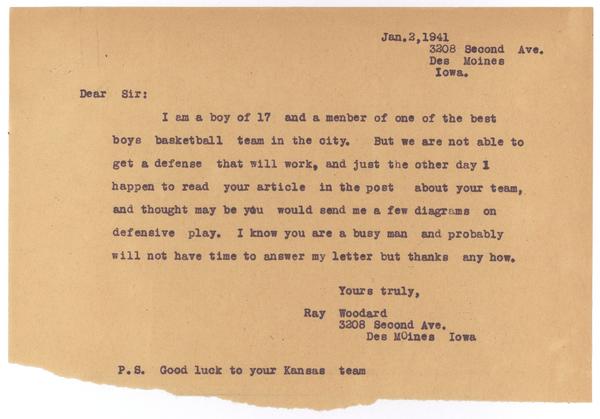 Jan.2,1941
3208 Second Ave.
Des Moines
Iowa.
Dear Sir:
I am a boy of 17 and a menber of one of the best
boys basketball team in the city. But we are not able to
get a defense that will work, and just the other day I
happen to read your article in the post about your team,
and thought may be you would send me a few diagrams on
defensive play. I know you are a busy man and probably
will not have time to answer my letter but thanks any how.
Yours truly,
Ray Woodard
3208 Second Ave.
Des MOines Iowa
P.S. Good luck to your Kansas team